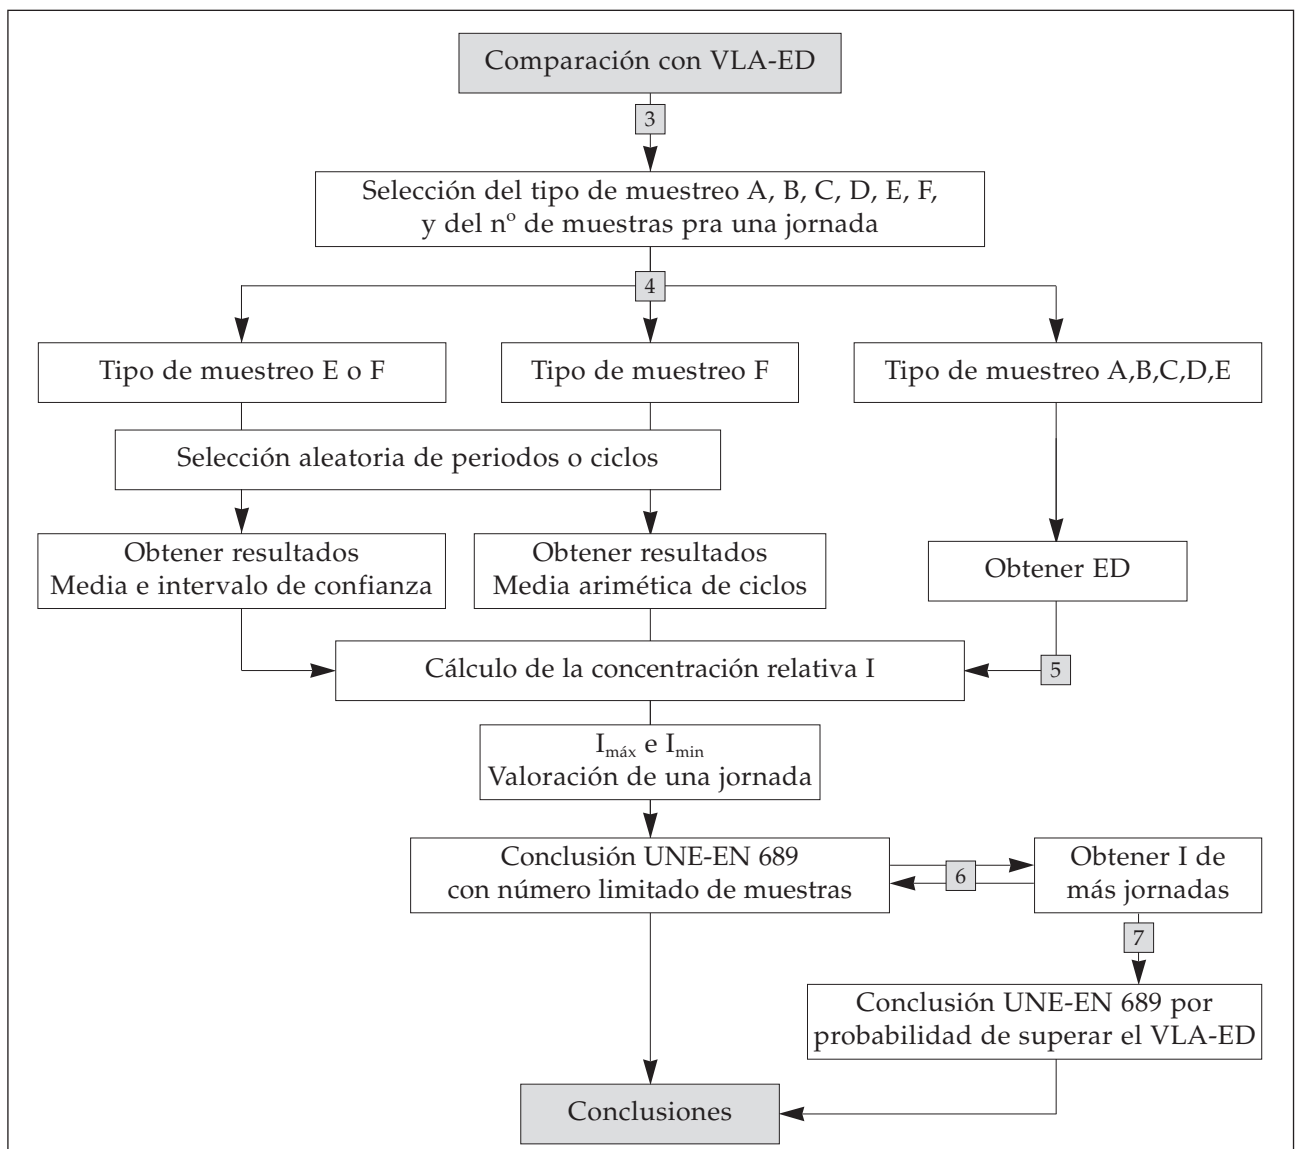 Comparación con VLA-ED
3
Selección del tipo de muestreo A, B, C, D, E, F,
y del nº de muestras pra una jornada
4
Tipo de muestreo E o F
Tipo de muestreo F
Tipo de muestreo A,B,C,D,E
Selección aleatoria de periodos o ciclos
Obtener resultados
Media e intervalo de confianza
Obtener resultados
Media arimética de ciclos
Obtener ED
5
Cálculo de la concentración relativa I
Imáx e Imin
Valoración de una jornada
Conclusión UNE-EN 689
con número limitado de muestras
6
Obtener I de
más jornadas
7
Conclusión UNE-EN 689 por
probabilidad de superar el VLA-ED
Conclusiones